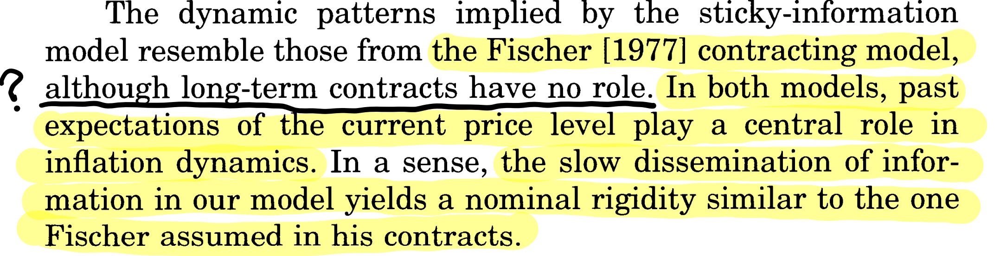 The dynamic patterns implied by the sticky-information
model resemble those from the Fischer [1977] contracting model,
? although long-term contracts have no role. In both models, past
expectations of the current price level play a central role in
inflation dynamics. In a sense, the slow dissemination of infor-
mation in our model yields a nominal rigidity similar to the one
Fischer assumed in his contracts.